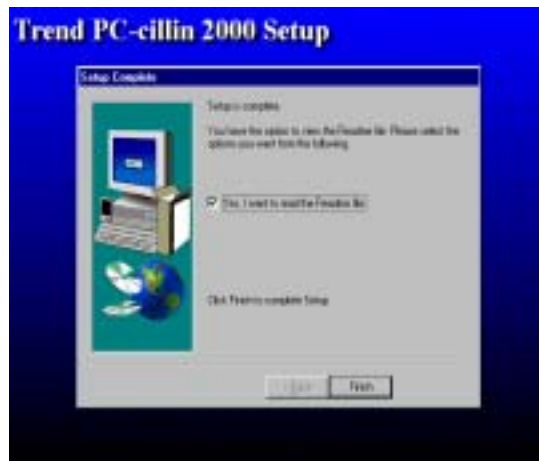 Trend PC-cillin 2000 Setup
Setup Complete
Setup is complete.
You have the option to view the Readme file. Please select the
options you want from the following.
Yes, I want to read the Readme file.
Click Finish to complete Setup.
< Back
Finish